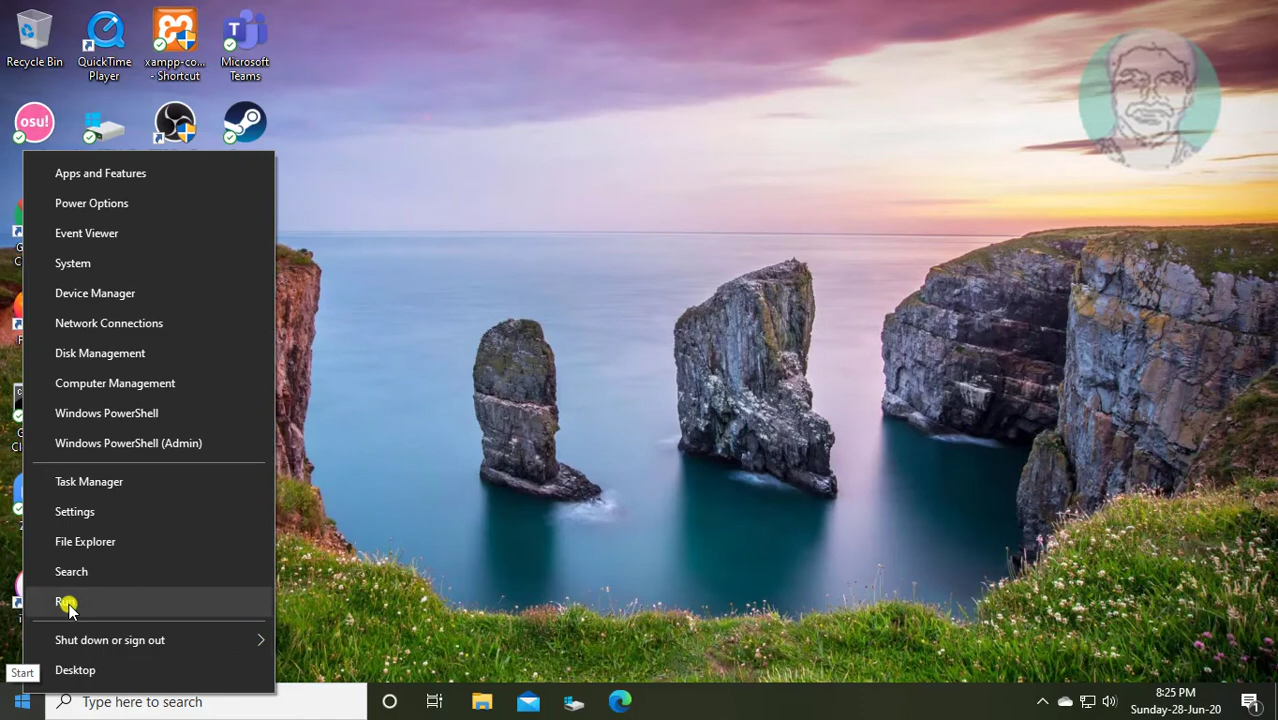 Recycle Bin
QuickTime Player
xampp-co... - Shortcut
Microsoft Teams
osu!
Apps and Features
Power Options
Event Viewer
System
Device Manager
Network Connections
Disk Management
Computer Management
Windows PowerShell
Windows PowerShell (Admin)
Task Manager
Settings
File Explorer
Search
Shut down or sign out
Desktop
Start
Type here to search
8:25 PM
Sunday-28-Jun-20
1